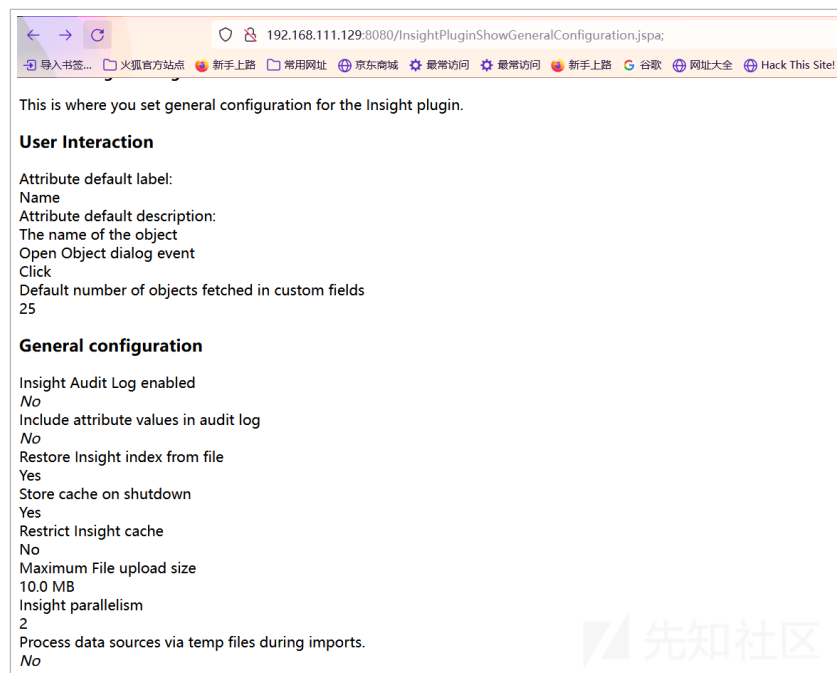 192.168.111.129:8080/InsightPluginShowGeneralConfiguration.jspa;
导入书签... 火狐官方站点 新手上路 常用网址 京东商城 最常访问 最常访问 新手上路 谷歌 网址大全 Hack This Site!
This is where you set general configuration for the Insight plugin.
User Interaction
Attribute default label:
Name
Attribute default description:
The name of the object
Open Object dialog event
Click
Default number of objects fetched in custom fields
25
General configuration
Insight Audit Log enabled
No
Include attribute values in audit log
No
Restore Insight index from file
Yes
Store cache on shutdown
Yes
Restrict Insight cache
No
Maximum File upload size
10.0 MB
Insight parallelism
2
Process data sources via temp files during imports.
No
先知社区